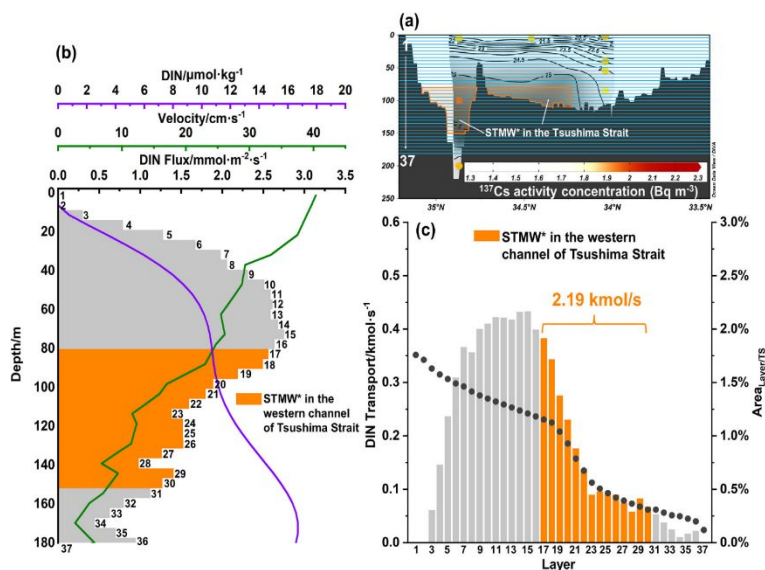 (a)
0
50
100
150
200
250
37
STMW* in the Tsushima Strait
1.3 1.4 1.5 1.6 1.7 1.8 1.9 2.0 2.1 2.2 2.3
¹³⁷Cs activity concentration (Bq m⁻³)
Ocean Data View / DIVA
35°N 34.5°N 34°N 33.5°N
(b)
DIN/μmol·kg⁻¹
0 2 4 6 8 10 12 14 16 18 20
Velocity/cm·s⁻¹
0 10 20 30 40
DIN Flux/mmol·m⁻²·s⁻¹
0.0 0.5 1.0 1.5 2.0 2.5 3.0 3.5
Depth/m
0
20
40
60
80
100
120
140
160
180
1
2
3
4
5
6
7
8
9
10
11
12
13
14
15
16
17
18
19
20
21
22
23
24
25
26
27
28
29
30
31
32
33
34
35
36
37
STMW* in the
western channel
of Tsushima Strait
(c)
STMW* in the western
channel of Tsushima Strait
2.19 kmol/s
DIN Transport/kmol·s⁻¹
0.6
0.5
0.4
0.3
0.2
0.1
0.0
Area Layer/TS
3.0%
2.5%
2.0%
1.5%
1.0%
0.5%
0.0%
1 3 5 7 9 11 13 15 17 19 21 23 25 27 29 31 33 35 37
Layer